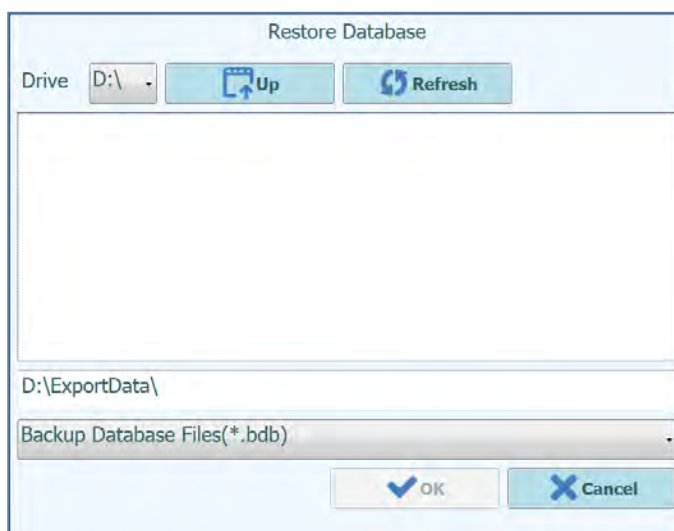 Restore Database
Drive D:\ Up Refresh
D:\ExportData\
Backup Database Files(*.bdb)
OK Cancel